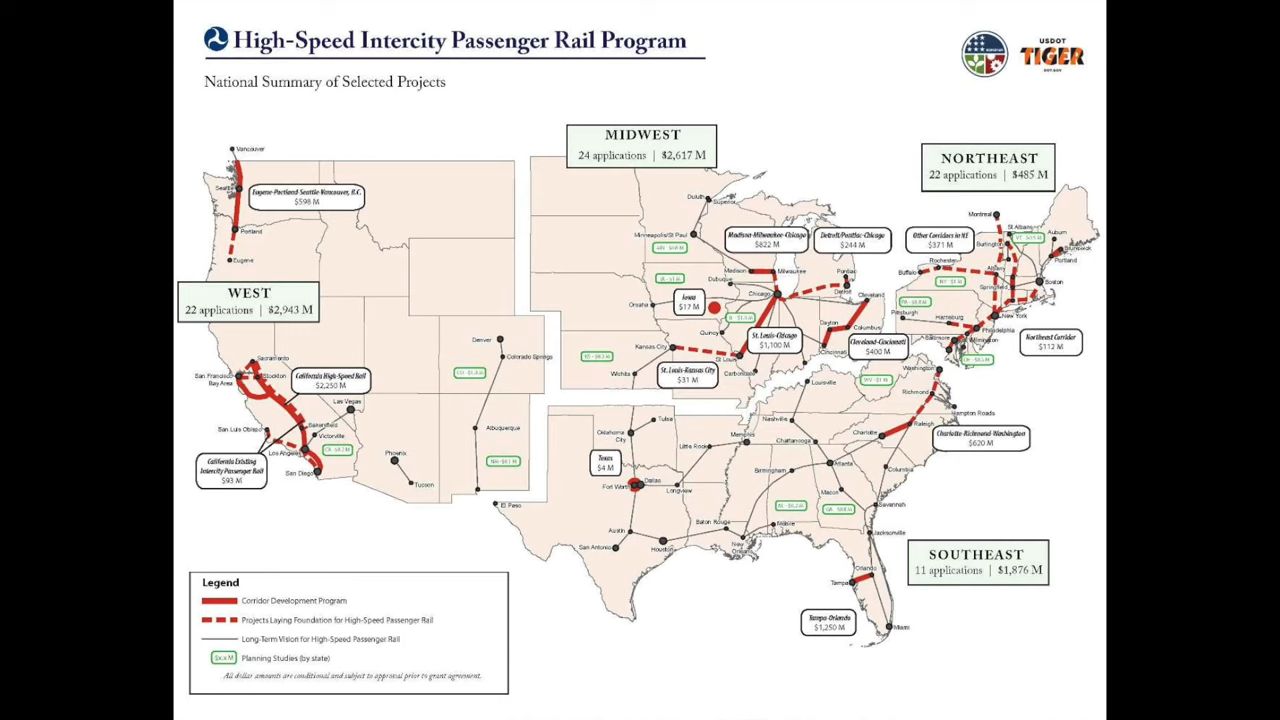 High-Speed Intercity Passenger Rail Program
USDOT
TIGER
National Summary of Selected Projects
MIDWEST
24 applications | $2,617 M
NORTHEAST
22 applications | $485 M
WEST
22 applications | $2,943 M
SOUTHEAST
11 applications | $1,876 M
Vancouver
Seattle
Eugene-Portland-Seattle-Vancouver, B.C.
$598 M
Portland
Eugene
Sacramento
San Francisco
Bay Area
Stockton
California High-Speed Rail
$2,250 M
Las Vegas
San Luis Obispo
Bakersfield
Victorville
Los Angeles
San Diego
California Existing
Intercity Passenger Rail
$93 M
Phoenix
Tucson
Denver
Colorado Springs
Albuquerque
El Paso
Duluth
Superior
Minneapolis/St Paul
Madison-Milwaukee-Chicago
$822 M
Detroit/Pontiac-Chicago
$244 M
Madison
Milwaukee
Dubuque
Pontiac
Detroit
Chicago
Iowa
$17 M
Omaha
Cleveland
Quincy
St. Louis-Chicago
$1,100 M
Dayton
Columbus
Cincinnati
Cleveland-Cincinnati
$400 M
Kansas City
St Louis
Carbondale
St. Louis-Kansas City
$31 M
Wichita
Louisville
Montreal
St Albans
Auburn
Brunswick
Portland
Burlington
Other Corridors in NE
$371 M
Rochester
Buffalo
Albany
Springfield
Boston
New York
Pittsburgh
Harrisburg
Philadelphia
Wilmington
Baltimore
Northeast Corridor
$112 M
Washington
Richmond
Hampton Roads
Raleigh
Charlotte
Charlotte-Richmond-Washington
$620 M
Nashville
Chattanooga
Memphis
Little Rock
Tulsa
Oklahoma
City
Texas
$4 M
Fort Worth
Dallas
Longview
Birmingham
Atlanta
Columbia
Macon
Savannah
Jacksonville
Austin
San Antonio
Houston
Baton Rouge
New
Orleans
Mobile
Orlando
Tampa
Tampa-Orlando
$1,250 M
Miami
Legend
Corridor Development Program
Projects Laying Foundation for High-Speed Passenger Rail
Long-Term Vision for High-Speed Passenger Rail
$x.x M
Planning Studies (by state)
All dollar amounts are conditional and subject to approval prior to grant agreement.